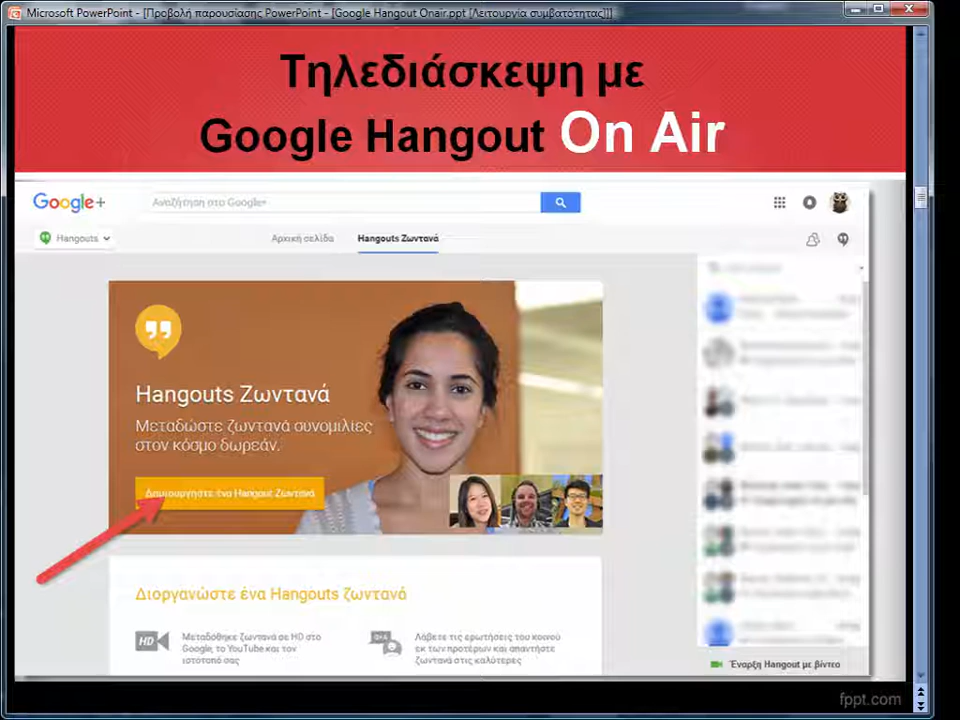 Microsoft PowerPoint - [Προβολή παρουσίασης PowerPoint - [Google Hangout Onair.ppt [Λειτουργία συμβατότητας]]]
Τηλεδιάσκεψη με
Google Hangout On Air
Google+
Αναζήτηση στο Google+
Hangouts
Αρχική σελίδα
Hangouts Ζωντανά
Hangouts Ζωντανά
Μεταδώστε ζωντανά συνομιλίες
στον κόσμο δωρεάν.
Δημιουργήστε ένα Hangout Ζωντανά
Διοργανώστε ένα Hangouts ζωντανά
HD
Μεταδόθηκε ζωντανά σε HD στο
Google, το YouTube και τον
ιστοτοπό σας
Q+A
Λάβετε τις ερωτήσεις του κοινού
εκ των προτέρων και απαντήστε
ζωντανά στις καλύτερες
Έναρξη Hangout με βίντεο
fppt.com